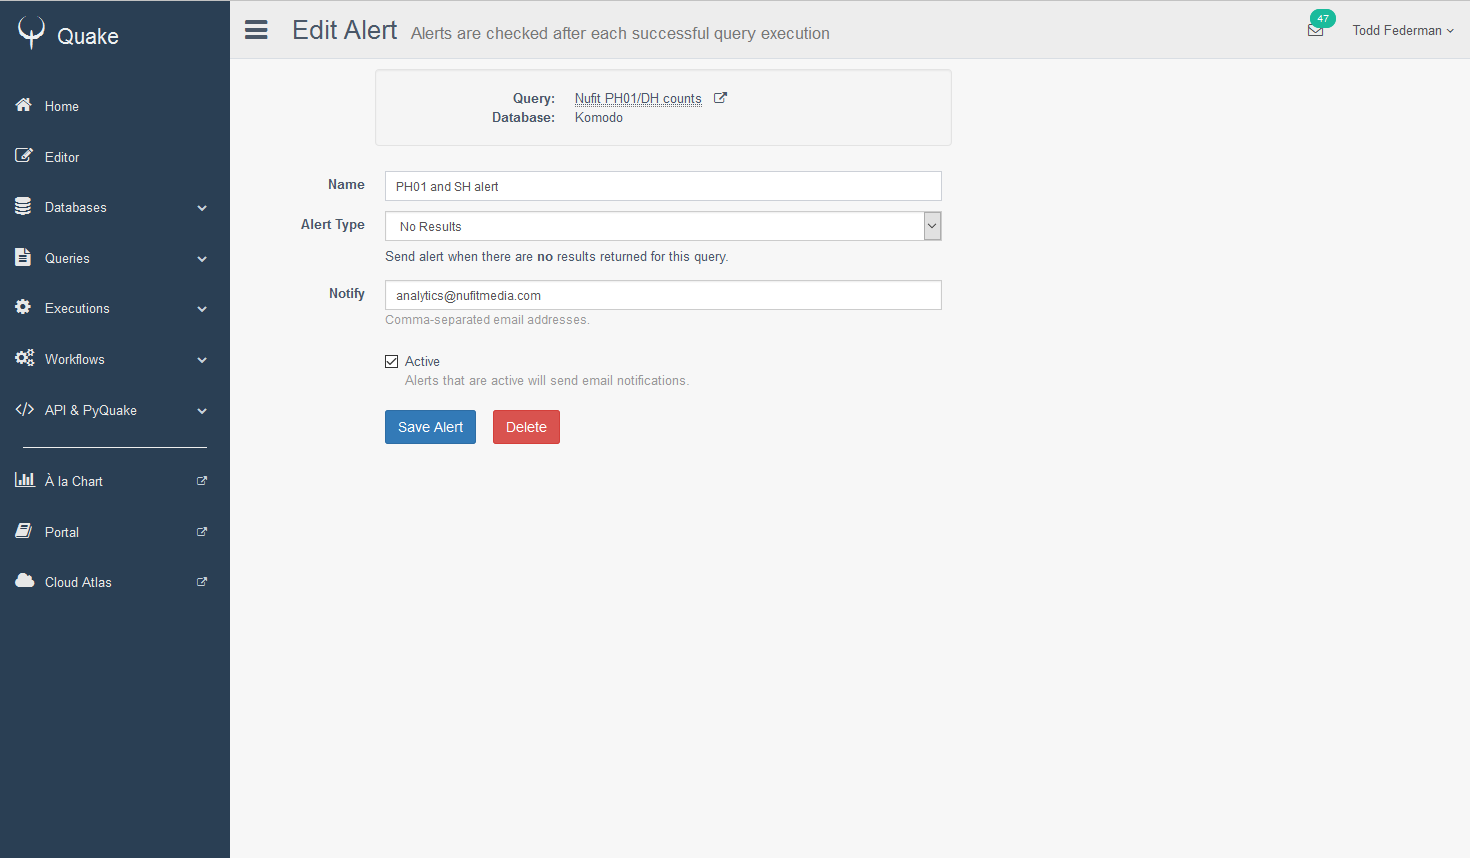 Quake
Home
Editor
Databases
Queries
Executions
Workflows
API & PyQuake
À la Chart
Portal
Cloud Atlas
Edit Alert Alerts are checked after each successful query execution
47
Todd Federman
Query: Nufit PH01/DH counts
Database: Komodo
Name PH01 and SH alert
Alert Type No Results
Send alert when there are no results returned for this query.
Notify analytics@nufitmedia.com
Comma-separated email addresses.
Active
Alerts that are active will send email notifications.
Save Alert Delete